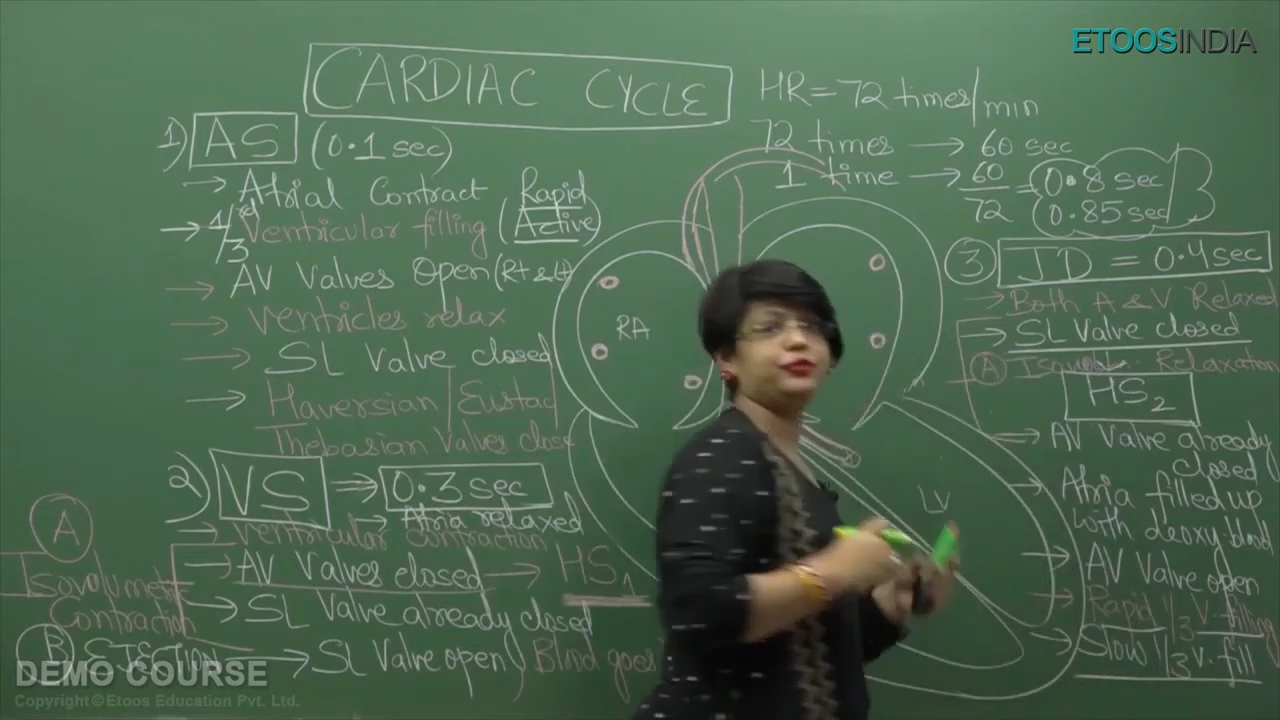 ETOOSINDIA
CARDIAC CYCLE
HR = 72 times/min
72 times → 60 sec
1 time → 60/72 = 0.8 sec
0.85 sec
1) AS (0.1 sec)
→ Atrial Contract Rapid
→ 1/3rd Ventricular filling (Active)
→ AV Valves Open (Rt & Lt)
→ Ventricles relax
→ SL Valve closed
→ Haversian / Eustac
Thebasian Valves close
2) VS → 0.3 sec
→ Atria relaxed
→ Ventricular contraction
A
Isovolumet
Contraction
→ AV Valves closed → HS1
→ SL Valve already closed
B EJECTION → SL Valve open) Blood goes
RA
LV
3 JD = 0.4 sec
→ Both A & V Relaxed
→ SL Valve closed
A Relaxation
HS2
→ AV Valve already
closed
→ Atria filled up
with deoxy. blood
→ AV Valve open
→ Rapid 1/3 V. filling
→ Slow 1/3 V. fill
DEMO COURSE
Copyright © Etoos Education Pvt. Ltd.